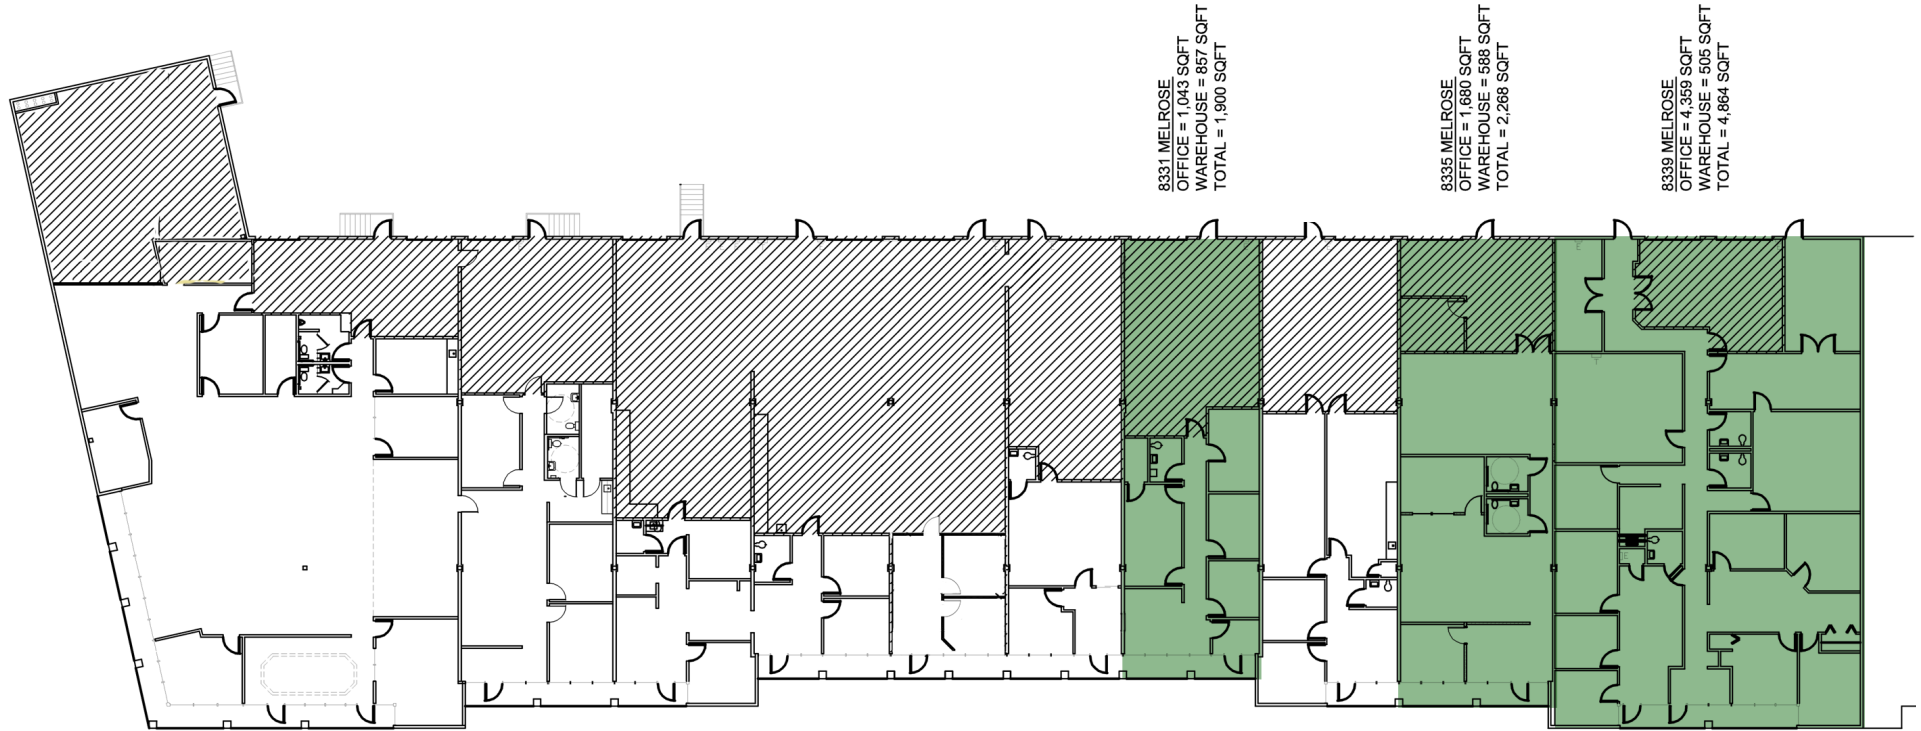 8331 MELROSE
OFFICE = 1,043 SQFT
WAREHOUSE = 857 SQFT
TOTAL = 1,900 SQFT
8335 MELROSE
OFFICE = 1,680 SQFT
WAREHOUSE = 588 SQFT
TOTAL = 2,268 SQFT
8339 MELROSE
OFFICE = 4,359 SQFT
WAREHOUSE = 505 SQFT
TOTAL = 4,864 SQFT